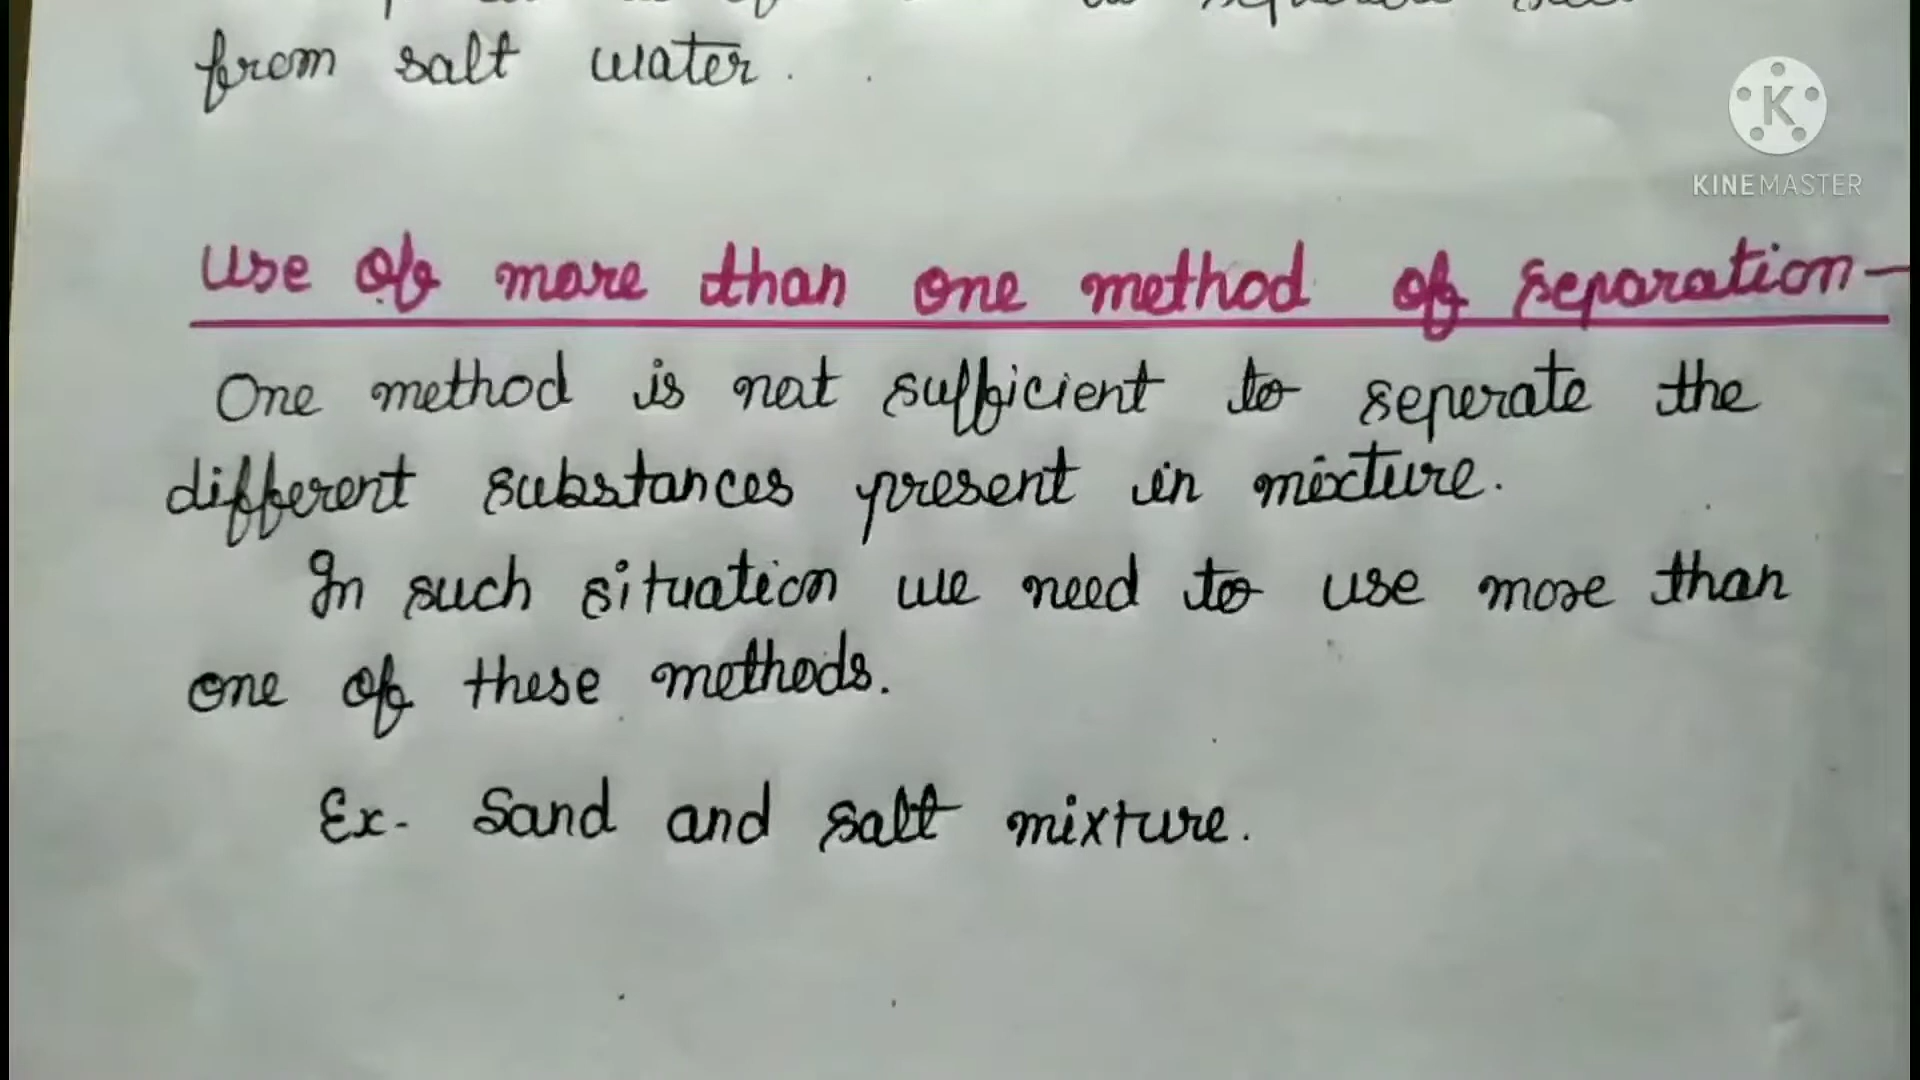 from salt water.
K
KINEMASTER
Use of more than one method of separation-
One method is not sufficient to seperate the
different substances present in mixture.
In such situation we need to use more than
one of these methods.
Ex. Sand and salt mixture.